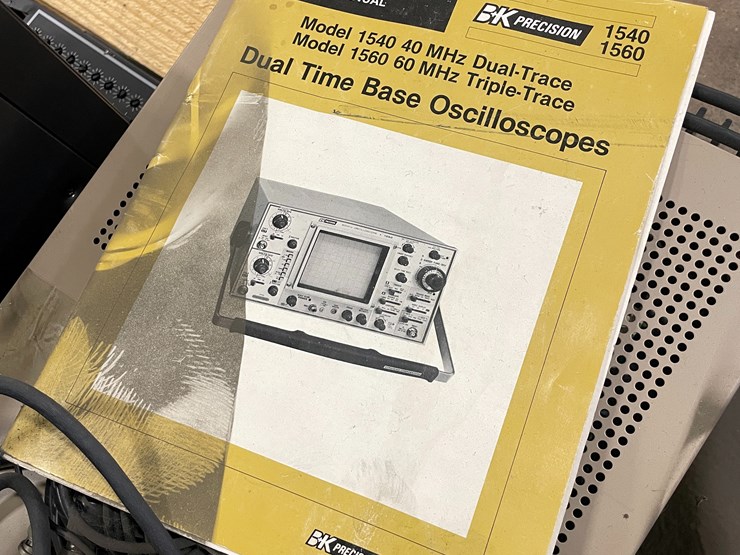 BK PRECISION
1540
1560
Model 1540 40 MHz Dual-Trace
Model 1560 60 MHz Triple-Trace
Dual Time Base Oscilloscopes